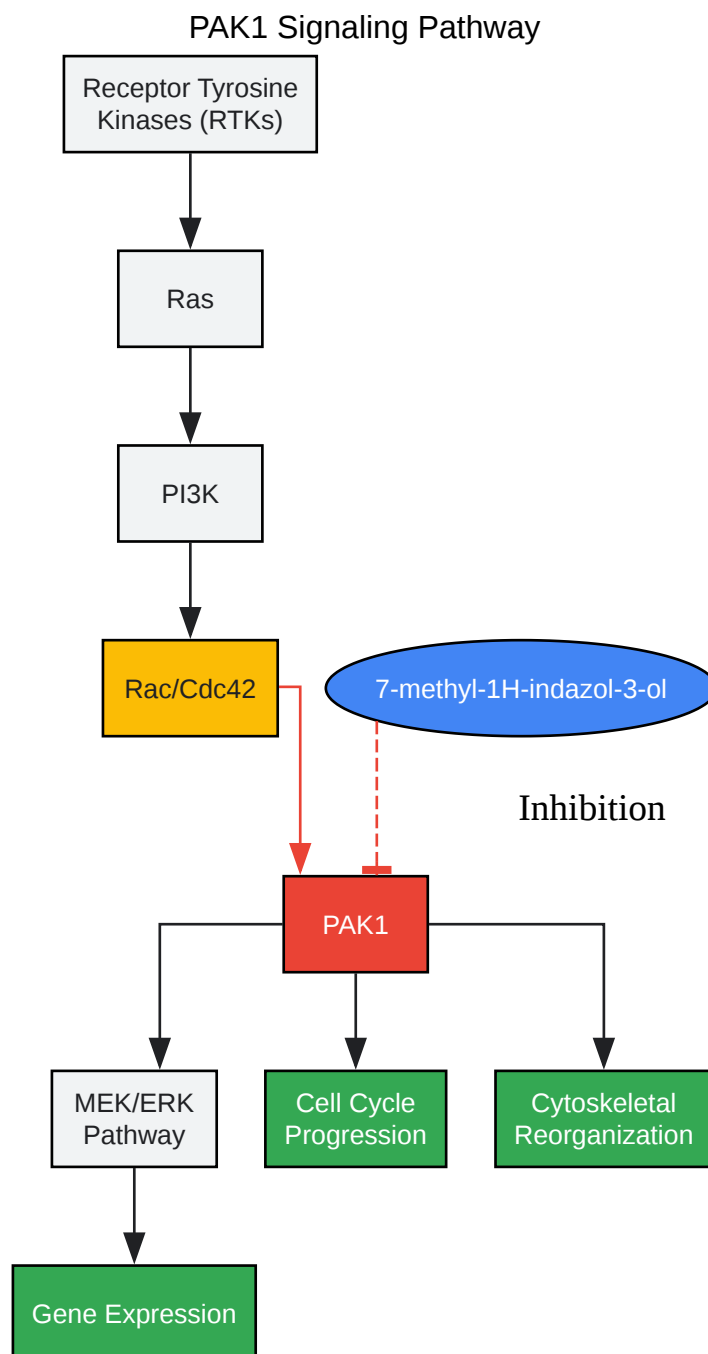 PAK1 Signaling Pathway
Receptor Tyrosine
Kinases (RTKs)
Ras
PI3K
Rac/Cdc42
7-methyl-1H-indazol-3-ol
Inhibition
PAK1
MEK/ERK
Pathway
Cell Cycle
Progression
Cytoskeletal
Reorganization
Gene Expression